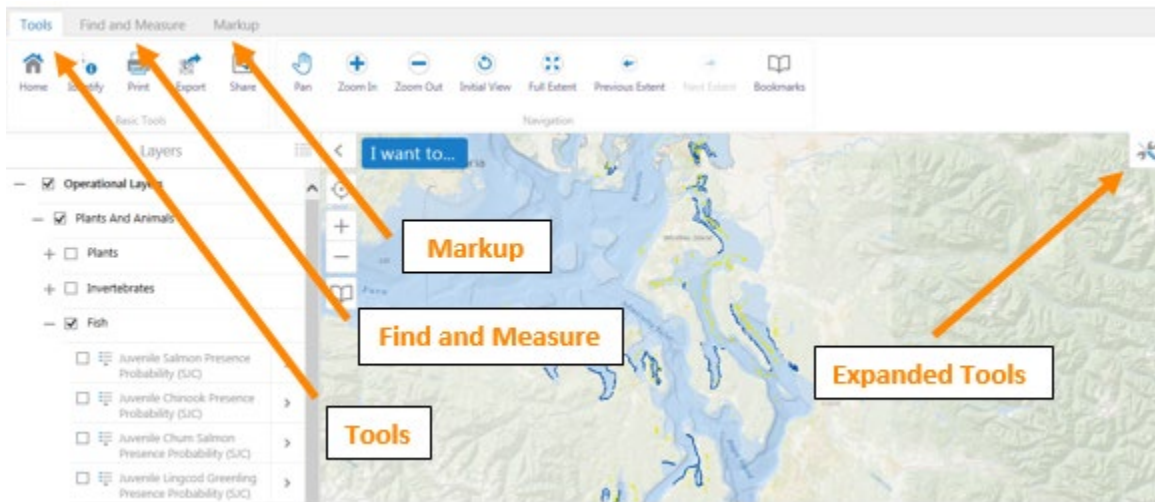 Tools Find and Measure Markup
Home Identify Print Export Share Pan Zoom In Zoom Out Initial View Full Extent Previous Extent Next Extent Bookmarks
Basic Tools Navigation
Layers
I want to...
Operational Layers
Plants And Animals
Markup
Plants
Invertebrates
Find and Measure
Fish
Juvenile Salmon Presence
Probability (SJC)
Expanded Tools
Juvenile Chinook Presence
Probability (SJC)
Tools
Juvenile Chum Salmon
Presence Probability (SJC)
Juvenile Lingcod Greenling
Presence Probability (SJC)